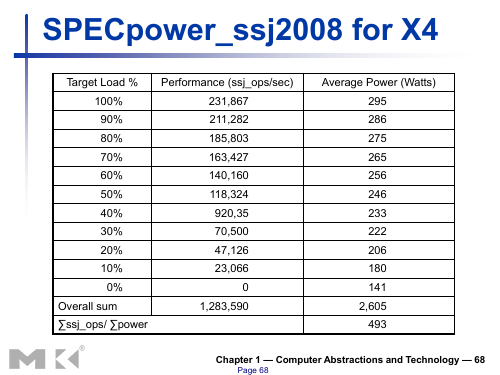 SPECpower_ssj2008 for X4
Target Load % Performance (ssj_ops/sec) Average Power (Watts)
100% 231,867 295
90% 211,282 286
80% 185,803 275
70% 163,427 265
60% 140,160 256
50% 118,324 246
40% 920,35 233
30% 70,500 222
20% 47,126 206
10% 23,066 180
0% 0 141
Overall sum 1,283,590 2,605
∑ssj_ops/ ∑power 493
MK®
Chapter 1 — Computer Abstractions and Technology — 68
Page 68